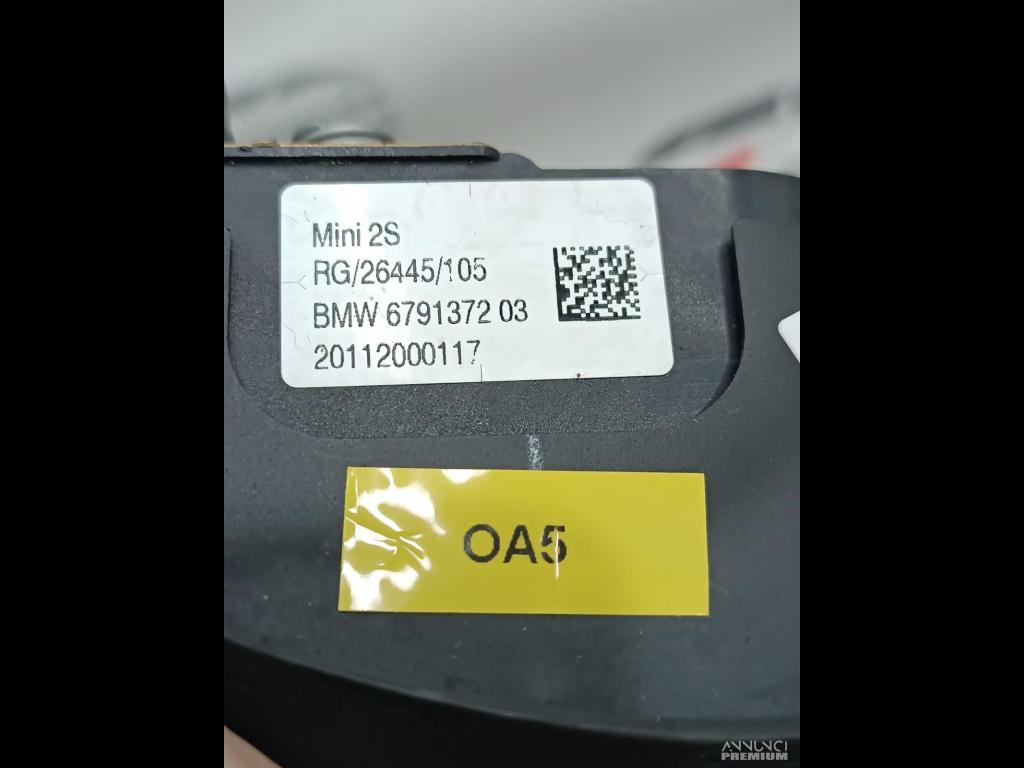 Mini 2S
RG/26445/105
BMW 6791372 03
20112000117
OA5
ANNUNCI
PREMIUM